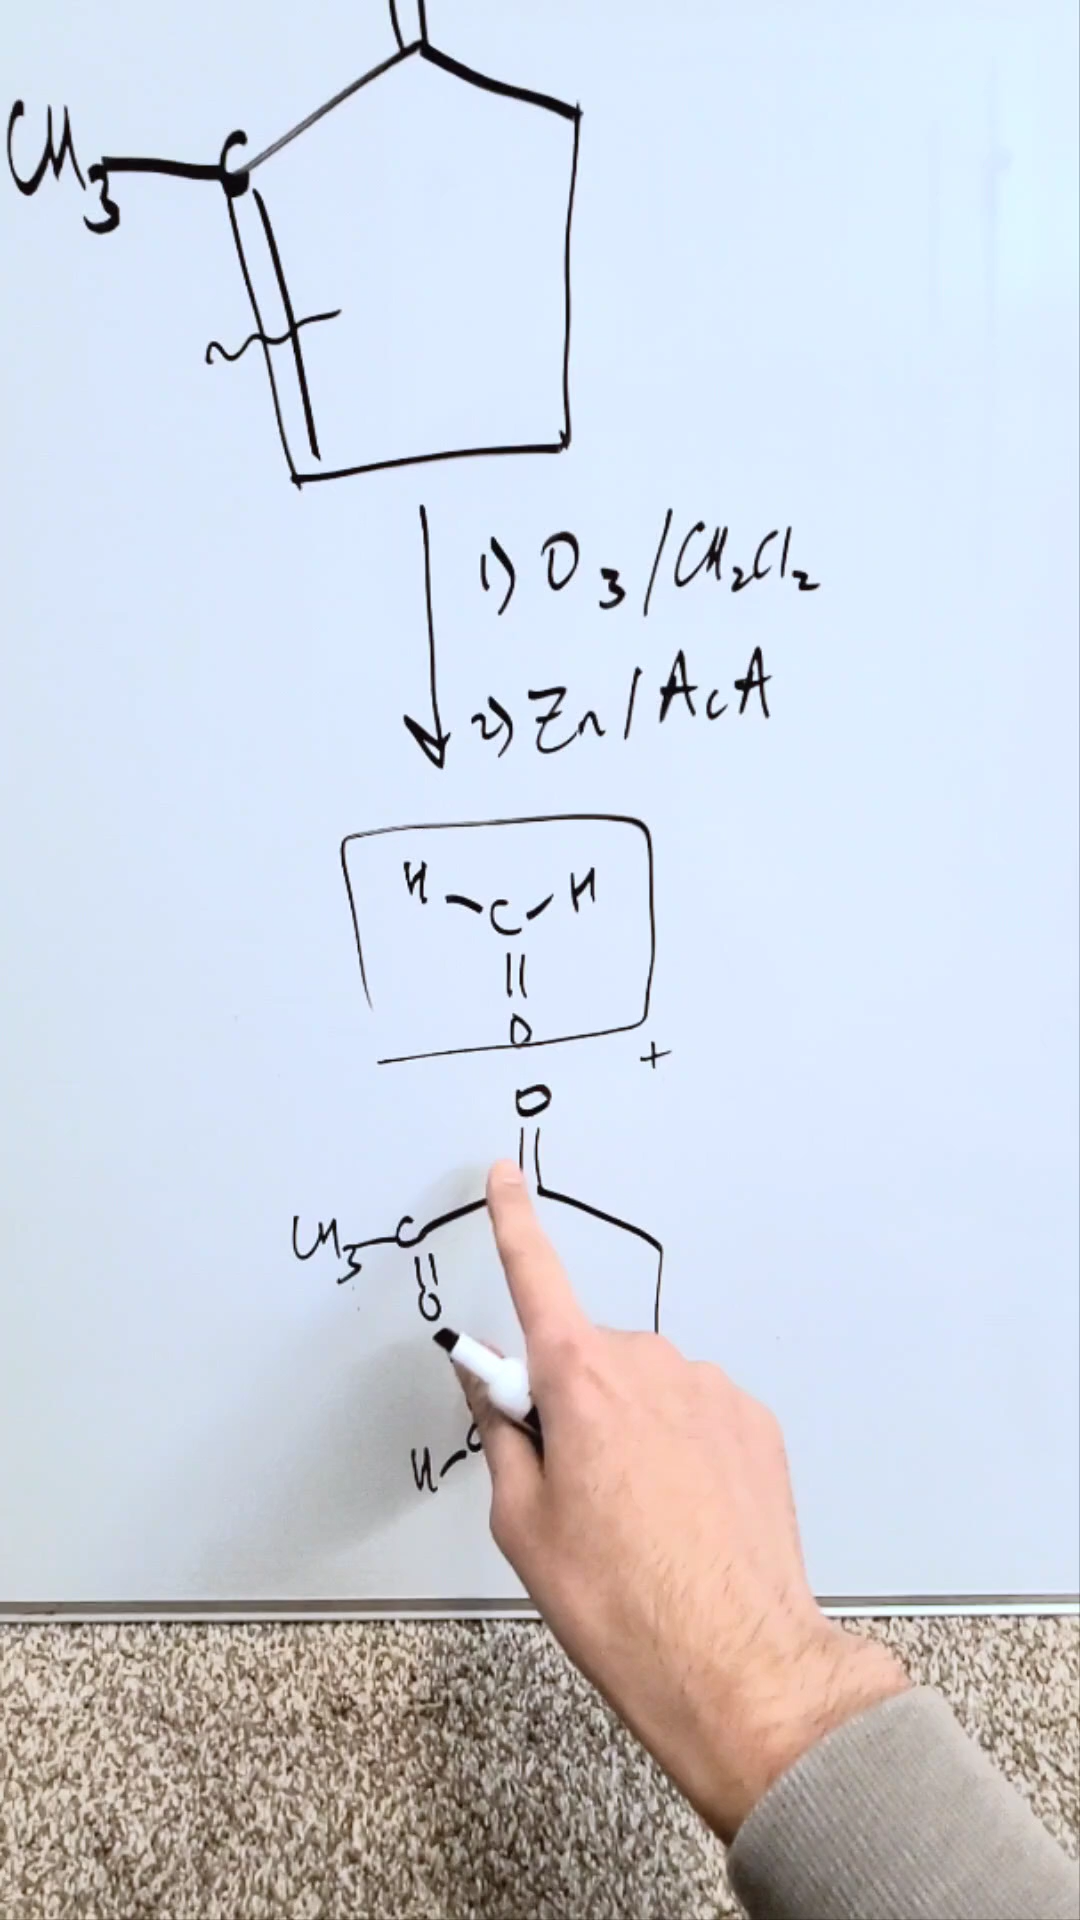 CH3 C
1) O3/CH2Cl2
2) Zn/AcA
H C H
O
+
O
CH3 C
O
H C